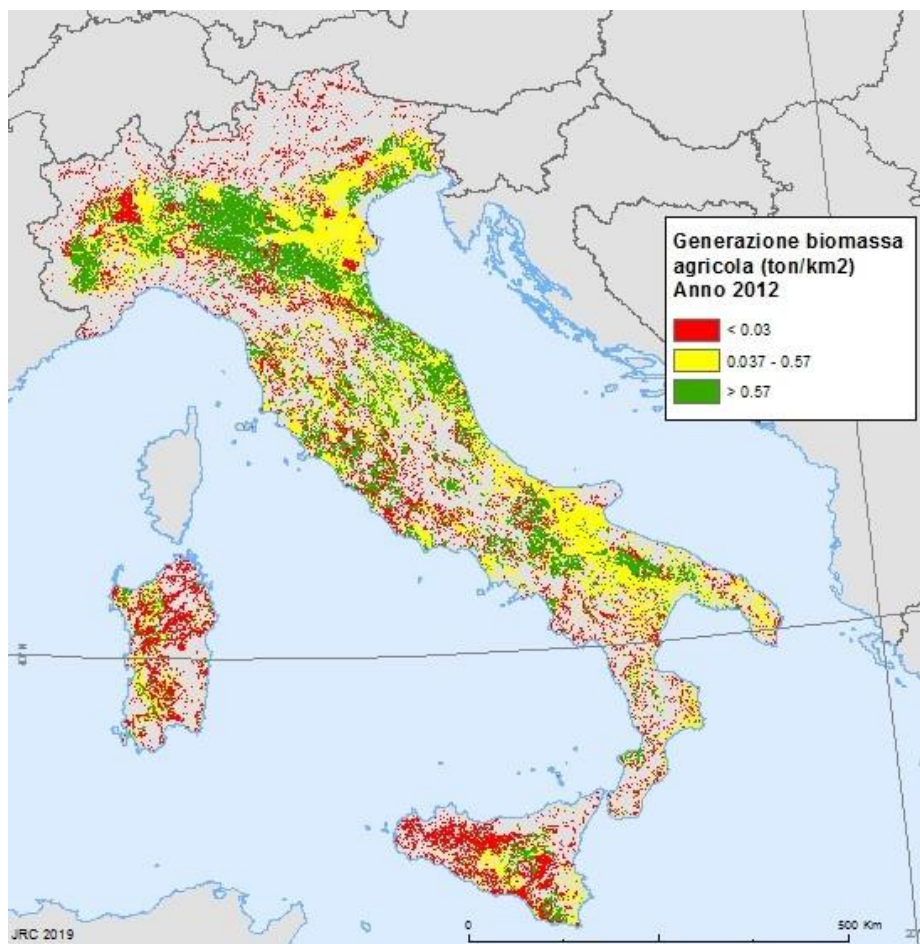 Generazione biomassa
agricola (ton/km2)
Anno 2012
< 0.03
0.037 - 0.57
> 0.57
JRC 2019
0
500 Km